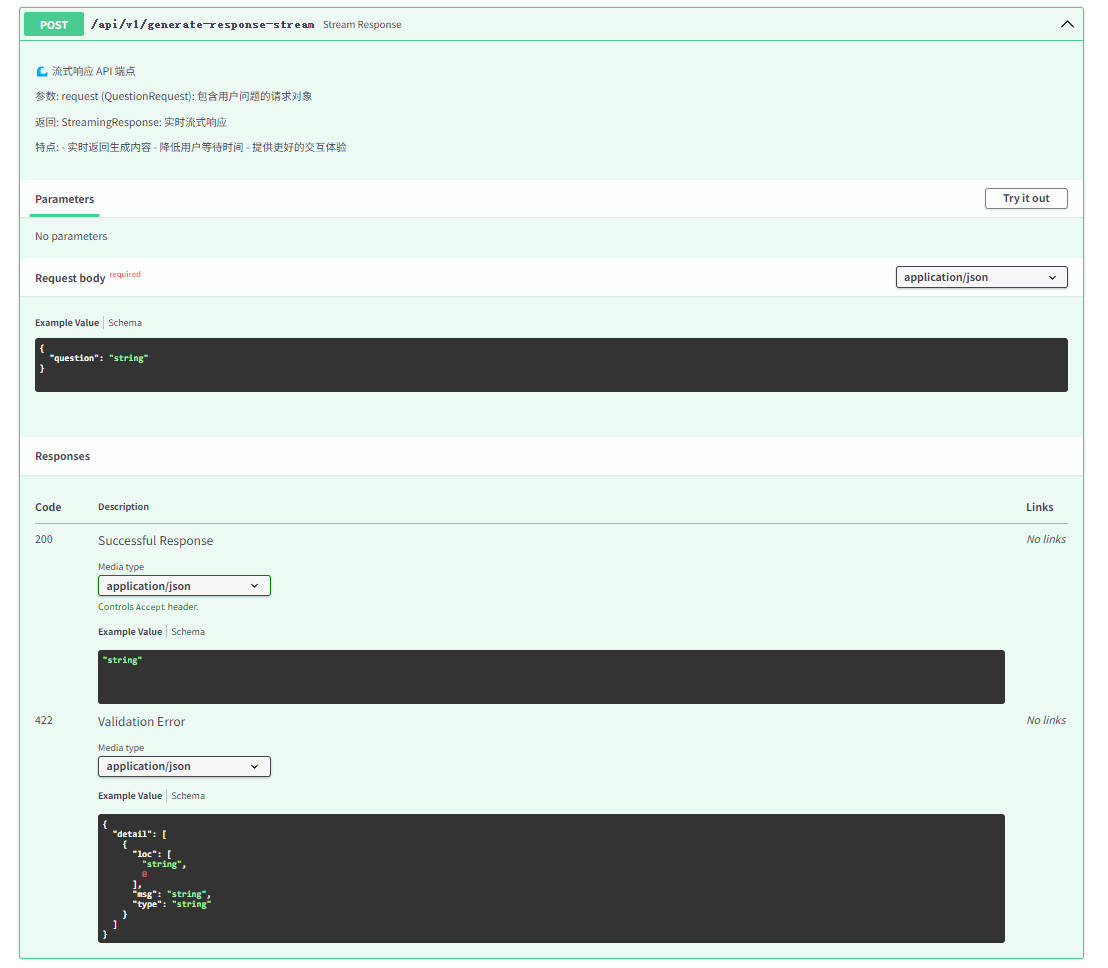 POST /api/v1/generate-response-stream Stream Response
🌊 流式响应 API 端点
参数: request (QuestionRequest): 包含用户问题的请求对象
返回: StreamingResponse: 实时流式响应
特点: - 实时返回生成内容 - 降低用户等待时间 - 提供更好的交互体验
Parameters
Try it out
No parameters
Request body required
application/json
Example Value Schema
{
"question": "string"
}
Responses
Code Description Links
200 Successful Response No links
Media type
application/json
Controls Accept header.
Example Value Schema
"string"
422 Validation Error No links
Media type
application/json
Example Value Schema
{
"detail": [
{
"loc": [
"string",
0
],
"msg": "string",
"type": "string"
}
]
}